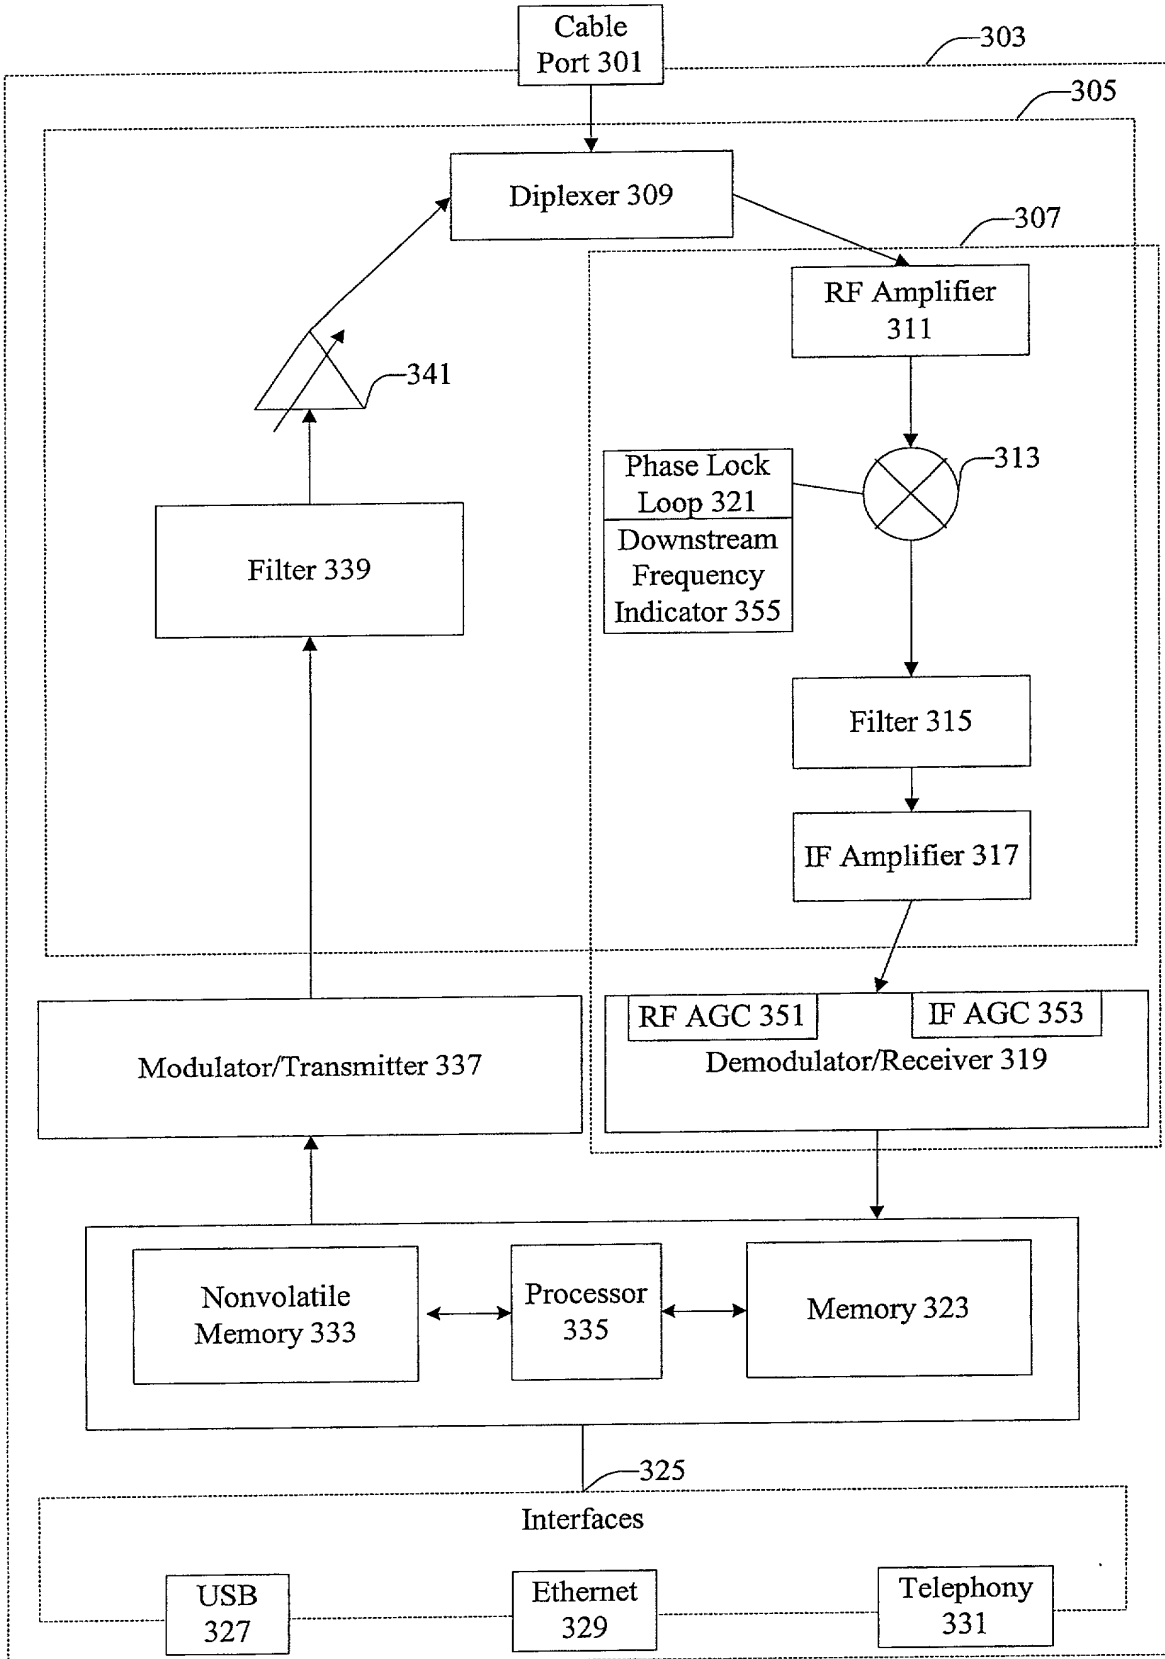 Cable
Port 301
303
305
Diplexer 309
307
RF Amplifier
311
341
313
Phase Lock
Loop 321
Downstream
Frequency
Indicator 355
Filter 339
Filter 315
IF Amplifier 317
RF AGC 351
IF AGC 353
Modulator/Transmitter 337
Demodulator/Receiver 319
Nonvolatile
Memory 333
Processor
335
Memory 323
325
Interfaces
USB
327
Ethernet
329
Telephony
331